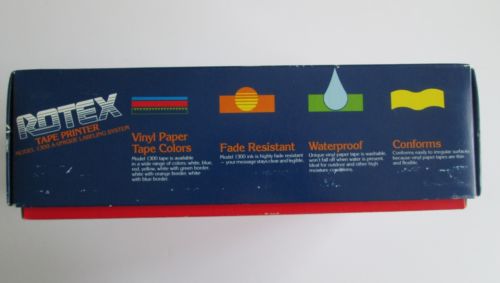 ROTEX
TAPE PRINTER
MODEL 1300 A UNIQUE LABELING SYSTEM
Vinyl Paper
Tape Colors
Model 1300 tape is available
in a wide range of colors, white, blue,
red, yellow, white with green border,
white with orange border, white
with blue border.
Fade Resistant
Model 1300 ink is highly fade resistant
— your message stays clear and legible.
Waterproof
Unique vinyl paper tape is washable,
won't fall off when water is present.
Ideal for outdoor and other high
moisture conditions.
Conforms
Conforms easily to irregular surfaces
because vinyl paper tapes are thin
and flexible.